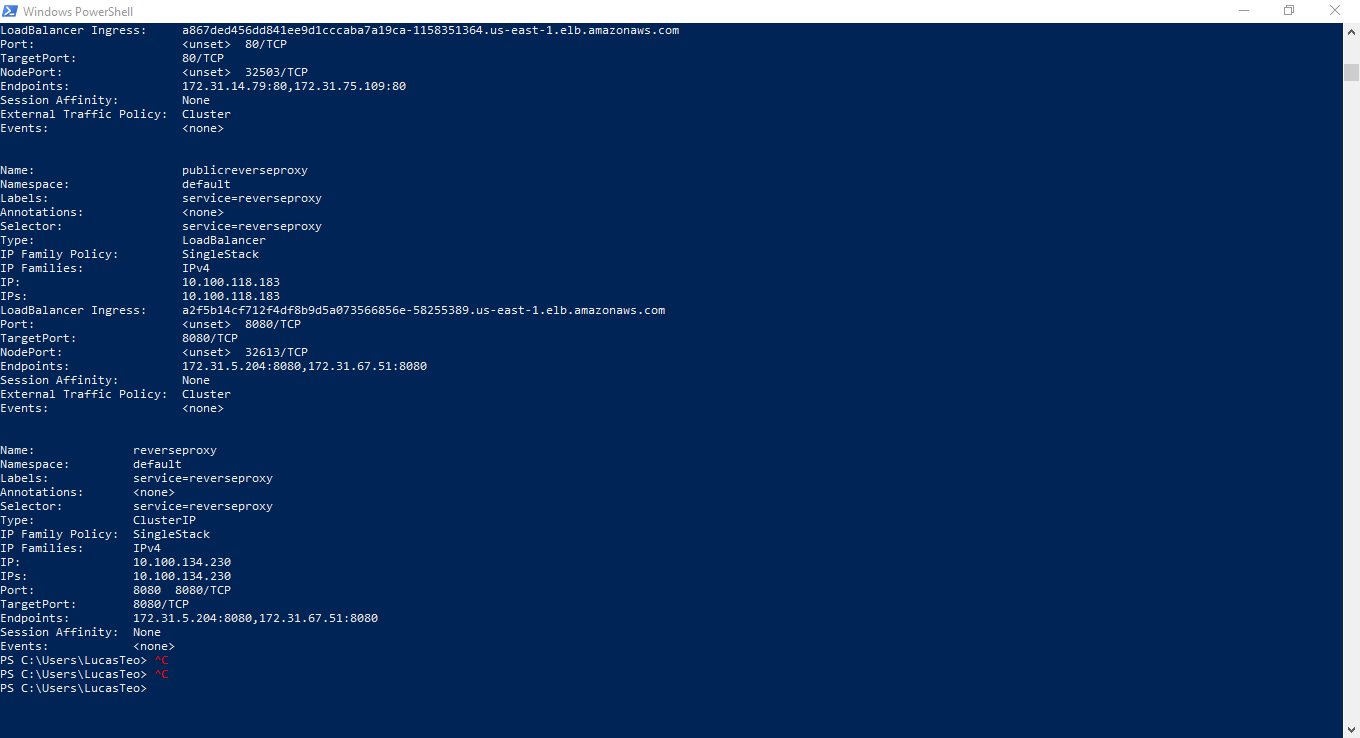 Windows PowerShell
LoadBalancer Ingress:     a867ded456dd841ee9d1cccaba7a19ca-1158351364.us-east-1.elb.amazonaws.com
Port:                     <unset>  80/TCP
TargetPort:               80/TCP
NodePort:                 <unset>  32503/TCP
Endpoints:                172.31.14.79:80,172.31.75.109:80
Session Affinity:         None
External Traffic Policy:  Cluster
Events:                   <none>
Name:                     publicreverseproxy
Namespace:                default
Labels:                   service=reverseproxy
Annotations:              <none>
Selector:                 service=reverseproxy
Type:                     LoadBalancer
IP Family Policy:         SingleStack
IP Families:              IPv4
IP:                       10.100.118.183
IPs:                      10.100.118.183
LoadBalancer Ingress:     a2f5b14cf712f4df8b9d5a073566856e-58255389.us-east-1.elb.amazonaws.com
Port:                     <unset>  8080/TCP
TargetPort:               8080/TCP
NodePort:                 <unset>  32613/TCP
Endpoints:                172.31.5.204:8080,172.31.67.51:8080
Session Affinity:         None
External Traffic Policy:  Cluster
Events:                   <none>
Name:              reverseproxy
Namespace:         default
Labels:            service=reverseproxy
Annotations:       <none>
Selector:          service=reverseproxy
Type:              ClusterIP
IP Family Policy:  SingleStack
IP Families:       IPv4
IP:                10.100.134.230
IPs:               10.100.134.230
Port:              8080  8080/TCP
TargetPort:        8080/TCP
Endpoints:         172.31.5.204:8080,172.31.67.51:8080
Session Affinity:  None
Events:            <none>
PS C:\Users\LucasTeo> ^C
PS C:\Users\LucasTeo> ^C
PS C:\Users\LucasTeo>